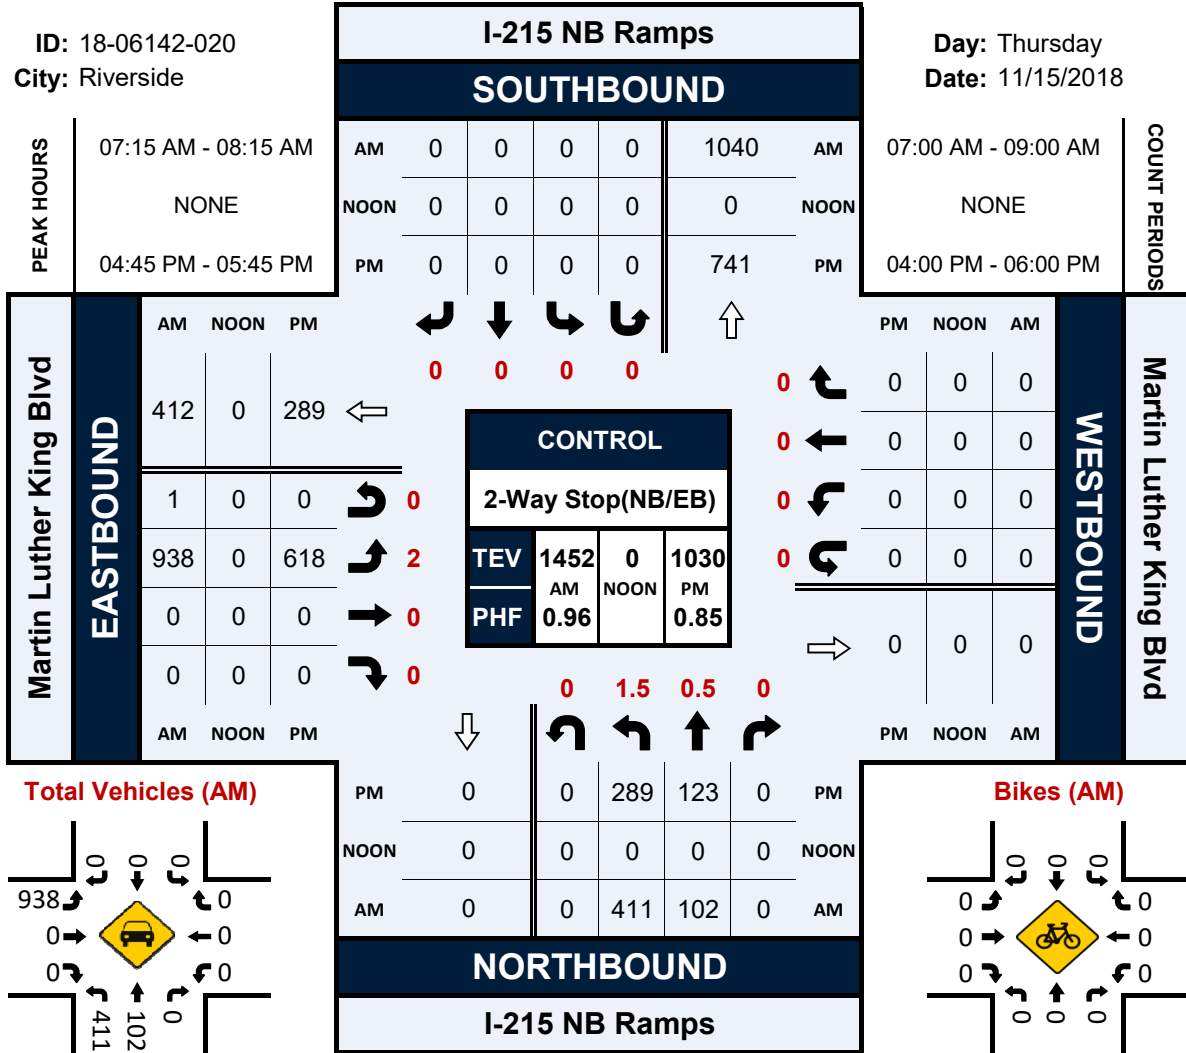 I-215 NB Ramps
SOUTHBOUND
ID: 18-06142-020
City: Riverside
Day: Thursday
Date: 11/15/2018
PEAK HOURS
07:15 AM - 08:15 AM
NONE
04:45 PM - 05:45 PM
AM 0 0 0 0 1040 AM
NOON 0 0 0 0 0 NOON
PM 0 0 0 0 741 PM
07:00 AM - 09:00 AM
NONE
04:00 PM - 06:00 PM
COUNT PERIODS
0 0 0 0
Martin Luther King Blvd
EASTBOUND
AM NOON PM
412 0 289
1 0 0 0
938 0 618 2
0 0 0 0
0 0 0 0
AM NOON PM
CONTROL
2-Way Stop(NB/EB)
TEV 1452 0 1030
AM NOON PM
PHF 0.96 0.85
PM NOON AM
0 0 0 0
0 0 0 0
0 0 0 0
0 0 0 0
0 0 0
PM NOON AM
WESTBOUND
Martin Luther King Blvd
0 1.5 0.5 0
PM 0 0 289 123 0 PM
NOON 0 0 0 0 0 NOON
AM 0 0 411 102 0 AM
NORTHBOUND
I-215 NB Ramps
Total Vehicles (AM)
0 0 0
938 0
0 0
0 0
411 102 0
Bikes (AM)
0 0 0
0 0
0 0
0 0
0 0 0